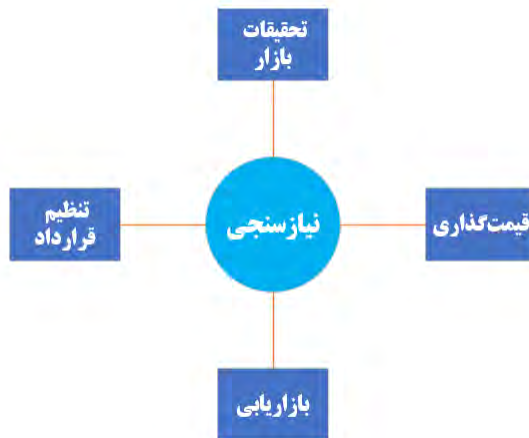 تحقیقات
بازار
قیمت‌گذاری
نیازسنجی
تنظیم
قرارداد
بازاریابی